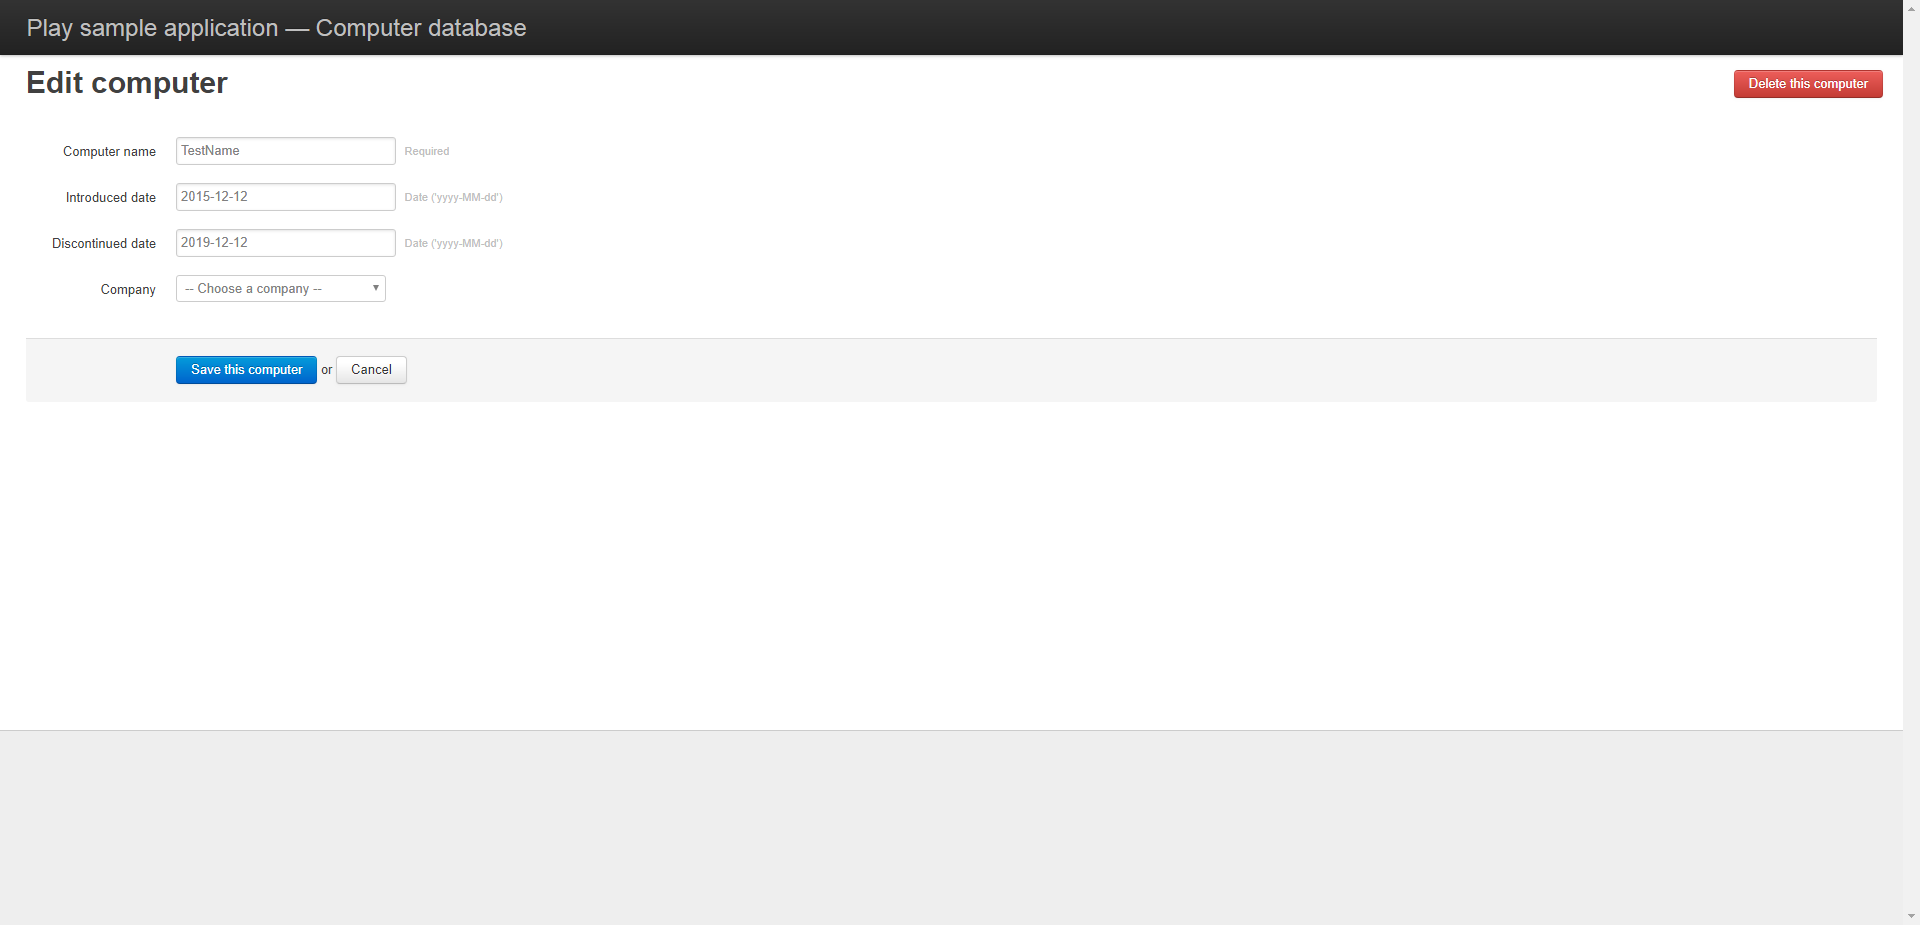 Play sample application — Computer database
Edit computer
Delete this computer
Computer name TestName Required
Introduced date 2015-12-12 Date ('yyyy-MM-dd')
Discontinued date 2019-12-12 Date ('yyyy-MM-dd')
Company -- Choose a company --
Save this computer or Cancel